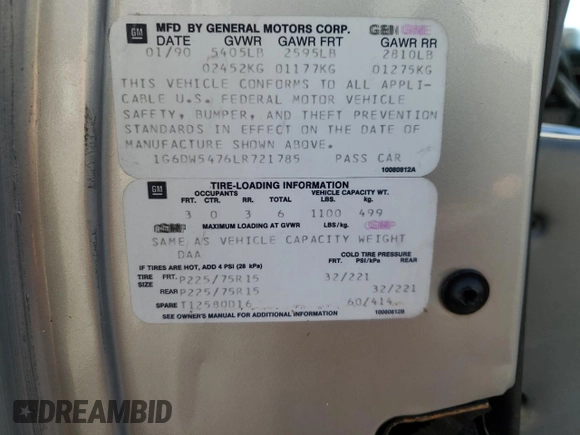 GM
MFD BY GENERAL MOTORS CORP. GEN GME
DATE GVWR GAWR FRT GAWR RR
01/90 5405LB 2595LB 2810LB
02452KG 01177KG 01275KG
THIS VEHICLE CONFORMS TO ALL APPLI-
CABLE U.S. FEDERAL MOTOR VEHICLE
SAFETY, BUMPER, AND THEFT PREVENTION
STANDARDS IN EFFECT ON THE DATE OF
MANUFACTURE SHOWN ABOVE.
1G6DW5476LR721785 PASS CAR
10080812A
GM
TIRE-LOADING INFORMATION
OCCUPANTS VEHICLE CAPACITY WT.
FRT. CTR. RR. TOTAL LBS. kg.
3 0 3 6 1100 499
MAXIMUM LOADING AT GVWR LBS/kg.
SAME AS VEHICLE CAPACITY WEIGHT
DAA COLD TIRE PRESSURE
IF TIRES ARE HOT, ADD 4 PSI (28 kPa) FRT. PSI/kPa RR.
TIRE SIZE FRT. P225/75R15 32/221
REAR P225/75R15 32/221
SPARE T12580D16 60/414
SEE OWNER'S MANUAL FOR ADDITIONAL INFORMATION 10080812B
DREAMBID